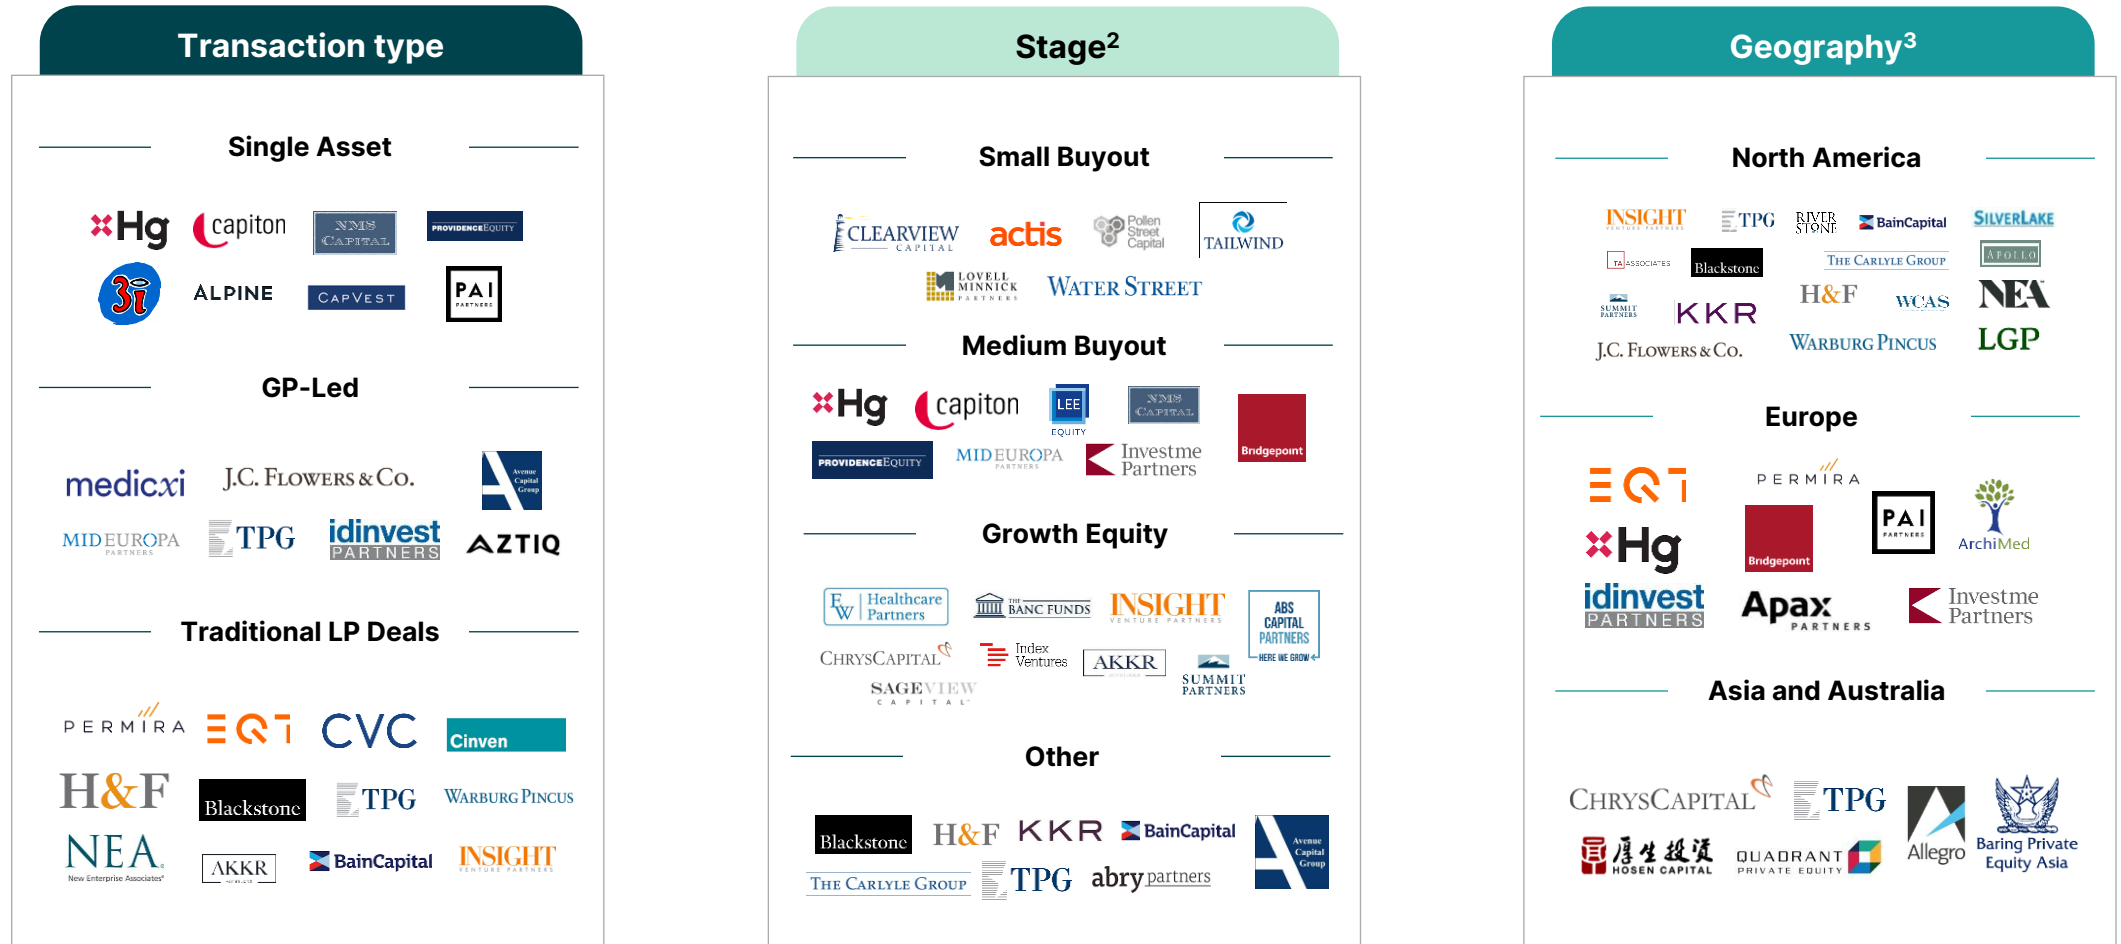 Transaction type
Single Asset
Hg capiton NMS CAPITAL PROVIDENCEEQUITY
3i ALPINE CAPVEST PAI PARTNERS
GP-Led
medicxi J.C. FLOWERS & CO. Avenue Capital Group
MIDEUROPA PARTNERS TPG idinvest PARTNERS AZTIQ
Traditional LP Deals
PERMIRA EQT CVC Cinven
H&F Blackstone TPG WARBURG PINCUS
NEA New Enterprise Associates AKKR BainCapital INSIGHT VENTURE PARTNERS
Stage²
Small Buyout
CLEARVIEW CAPITAL actis Pollen Street Capital TAILWIND
LOVELL MINNICK PARTNERS WATER STREET
Medium Buyout
Hg capiton LEE EQUITY NMS CAPITAL Bridgepoint
PROVIDENCEEQUITY MIDEUROPA PARTNERS Investme Partners
Growth Equity
EW Healthcare Partners THE BANC FUNDS INSIGHT VENTURE PARTNERS ABS CAPITAL PARTNERS HERE WE GROW
CHRYSCAPITAL Index Ventures AKKR SUMMIT PARTNERS
SAGEVIEW CAPITAL
Other
Blackstone H&F KKR BainCapital Avenue Capital Group
THE CARLYLE GROUP TPG abry partners
Geography³
North America
INSIGHT VENTURE PARTNERS TPG RIVERSTONE BainCapital SILVERLAKE
TA ASSOCIATES Blackstone THE CARLYLE GROUP APOLLO
SUMMIT PARTNERS KKR H&F WCAS NEA
J.C. FLOWERS & CO. WARBURG PINCUS LGP
Europe
EQT PERMIRA PAI PARTNERS ArchiMed
Hg Bridgepoint
idinvest PARTNERS Apax PARTNERS Investme Partners
Asia and Australia
CHRYSCAPITAL TPG Allegro Baring Private Equity Asia
厚生投资 HOSEN CAPITAL QUADRANT PRIVATE EQUITY